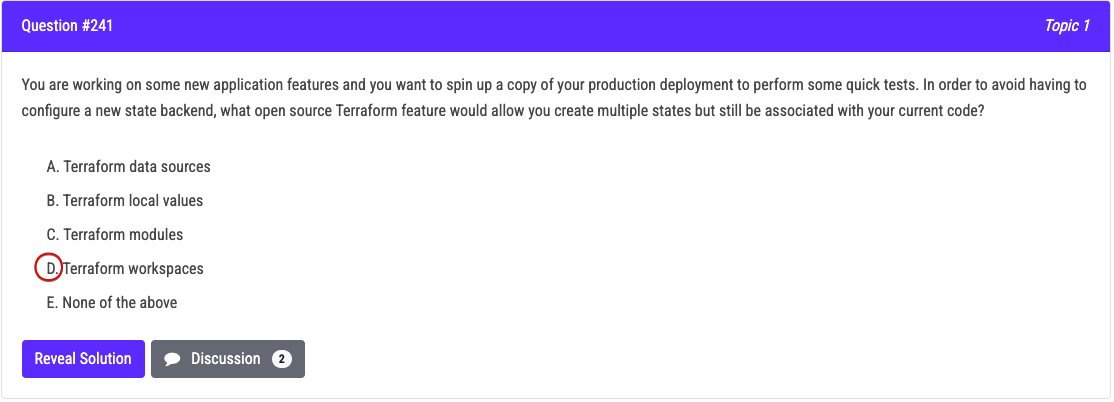 Question #241
Topic 1
You are working on some new application features and you want to spin up a copy of your production deployment to perform some quick tests. In order to avoid having to
configure a new state backend, what open source Terraform feature would allow you create multiple states but still be associated with your current code?
A. Terraform data sources
B. Terraform local values
C. Terraform modules
D. Terraform workspaces
E. None of the above
Reveal Solution
Discussion 2